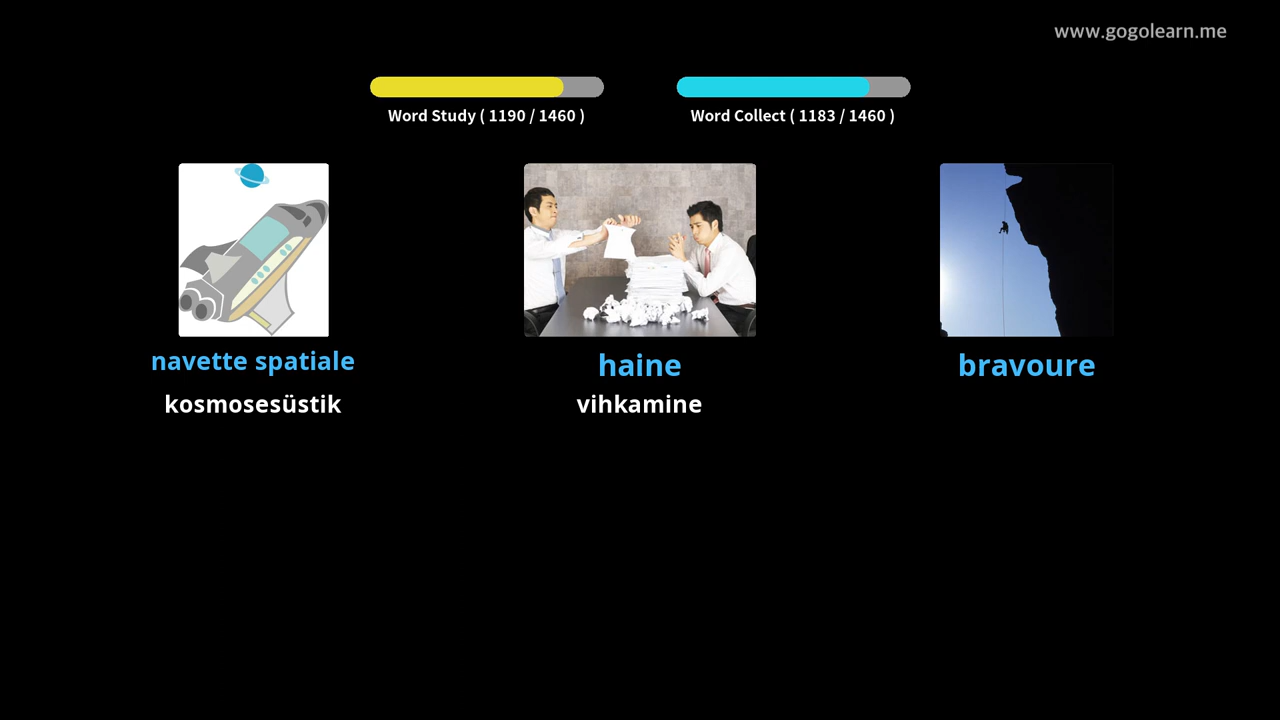 www.gogolearn.me
Word Study ( 1190 / 1460 )
Word Collect ( 1183 / 1460 )
navette spatiale
kosmosesüstik
haine
vihkamine
bravoure